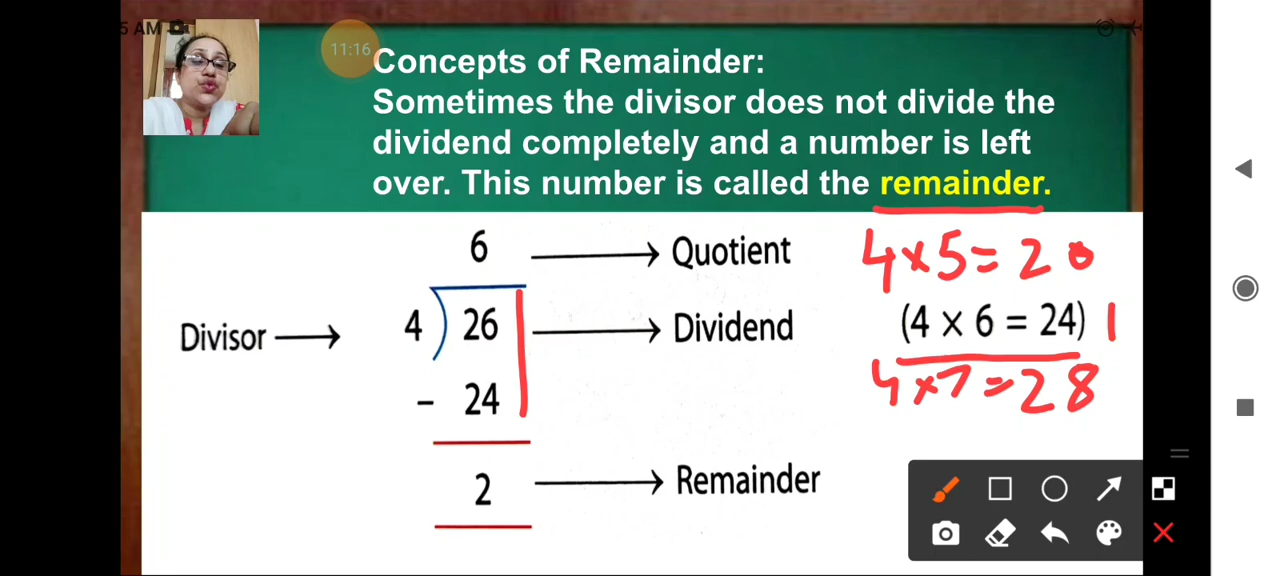 5 AM
11:16
Concepts of Remainder:
Sometimes the divisor does not divide the
dividend completely and a number is left
over. This number is called the remainder.
6 Quotient
4 × 5 = 20
Divisor 4 26 Dividend
(4 × 6 = 24)
- 24
4 × 7 = 28
2 Remainder